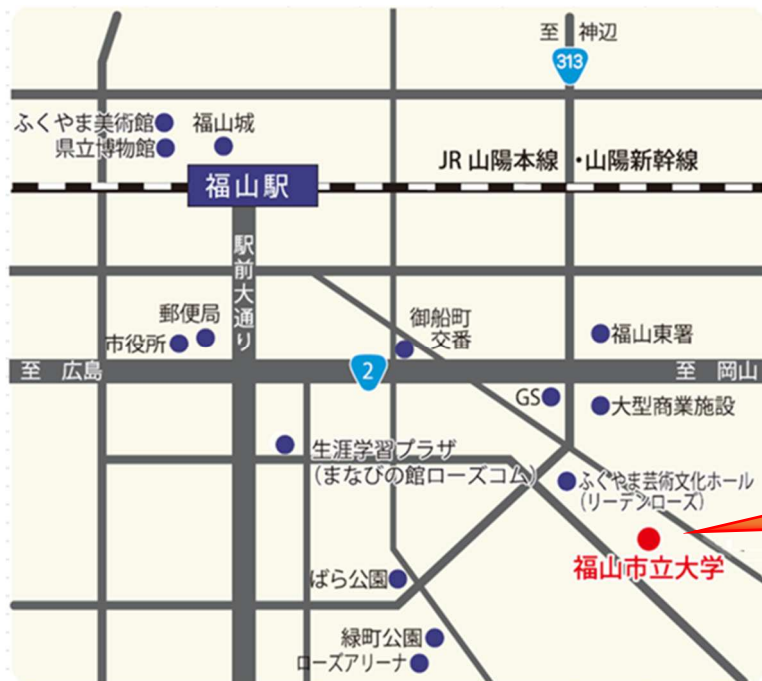 至 神辺
313
ふくやま美術館
福山城
県立博物館
JR 山陽本線・山陽新幹線
福山駅
駅前大通り
郵便局
市役所
御船町
交番
福山東署
至 広島
2
至 岡山
GS
大型商業施設
生涯学習プラザ
(まなびの館ローズコム)
ふくやま芸術文化ホール
(リーデンローズ)
福山市立大学
ばら公園
緑町公園
ローズアリーナ